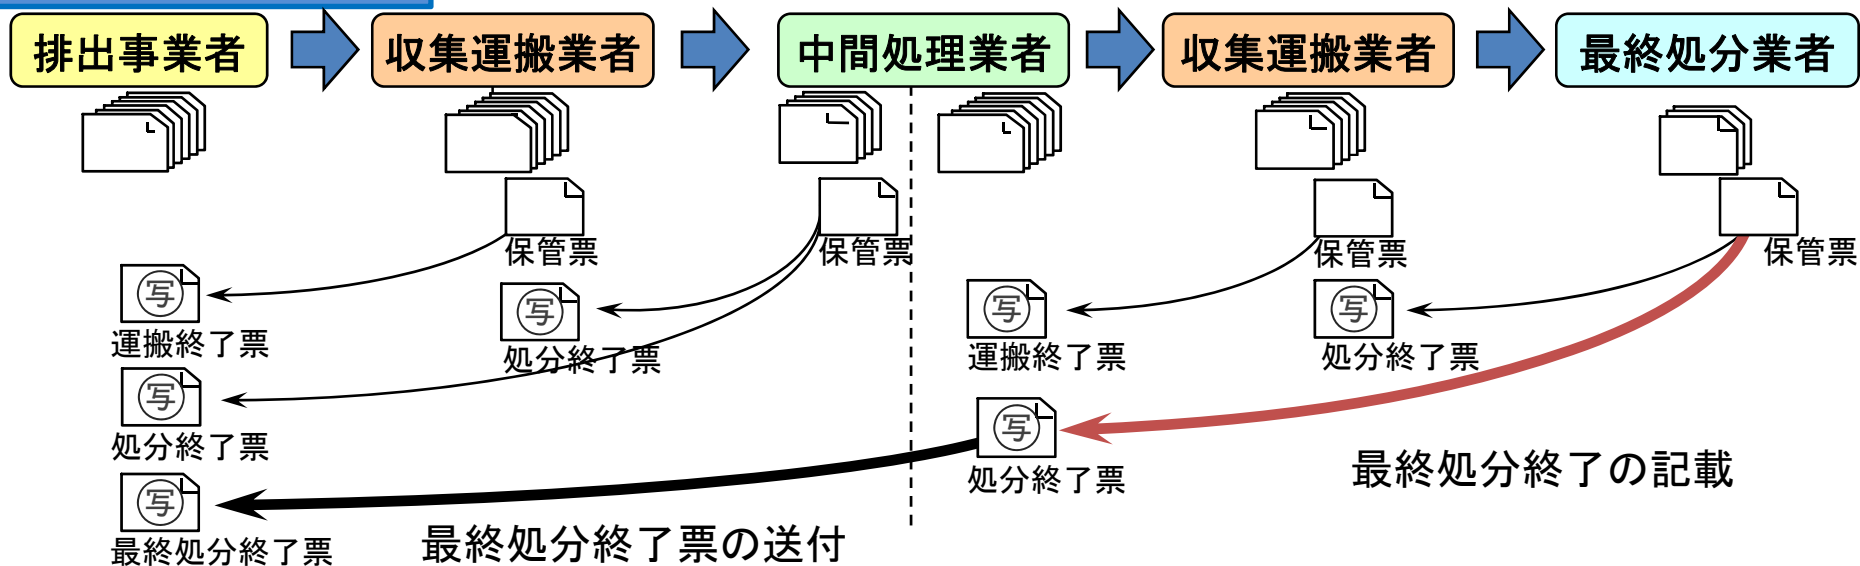 排出事業者
収集運搬業者
中間処理業者
収集運搬業者
最終処分業者
保管票
保管票
保管票
保管票
写
運搬終了票
写
処分終了票
写
運搬終了票
写
処分終了票
写
処分終了票
写
処分終了票
最終処分終了の記載
写
最終処分終了票
最終処分終了票の送付